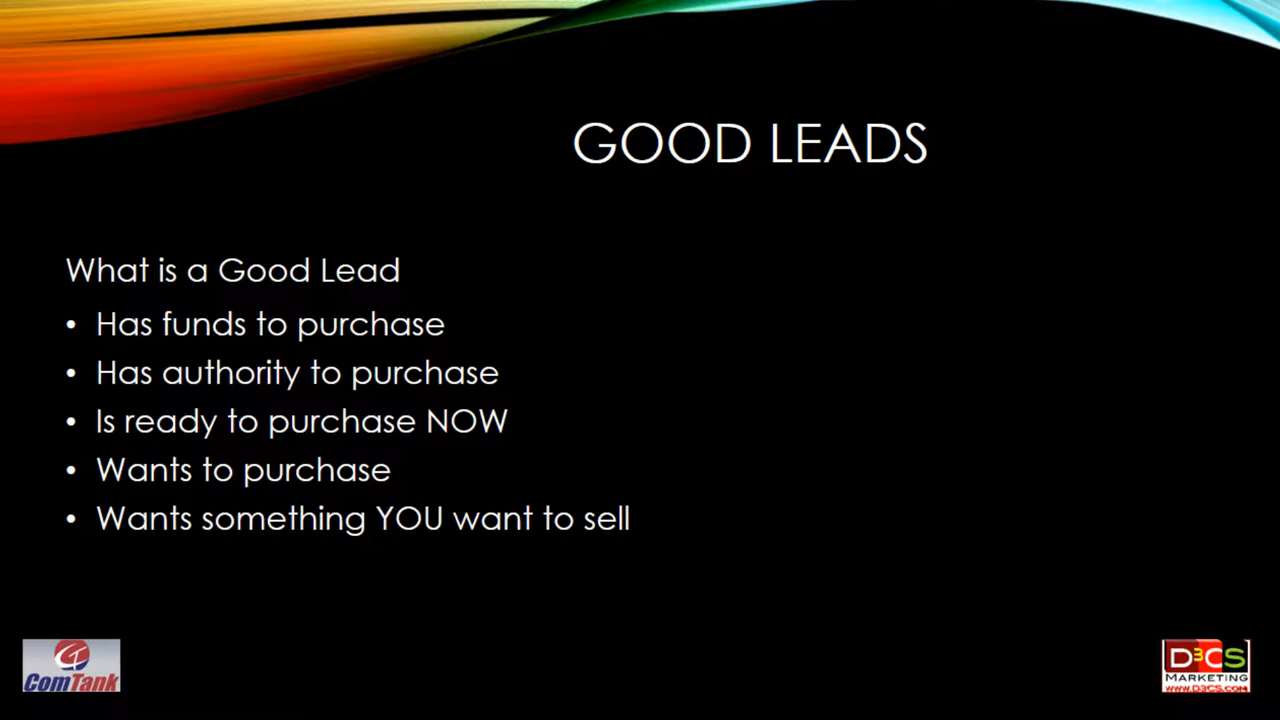 GOOD LEADS
What is a Good Lead
• Has funds to purchase
• Has authority to purchase
• Is ready to purchase NOW
• Wants to purchase
• Wants something YOU want to sell
CT
ComTank
D3CS
MARKETING
WWW.D3CS.COM